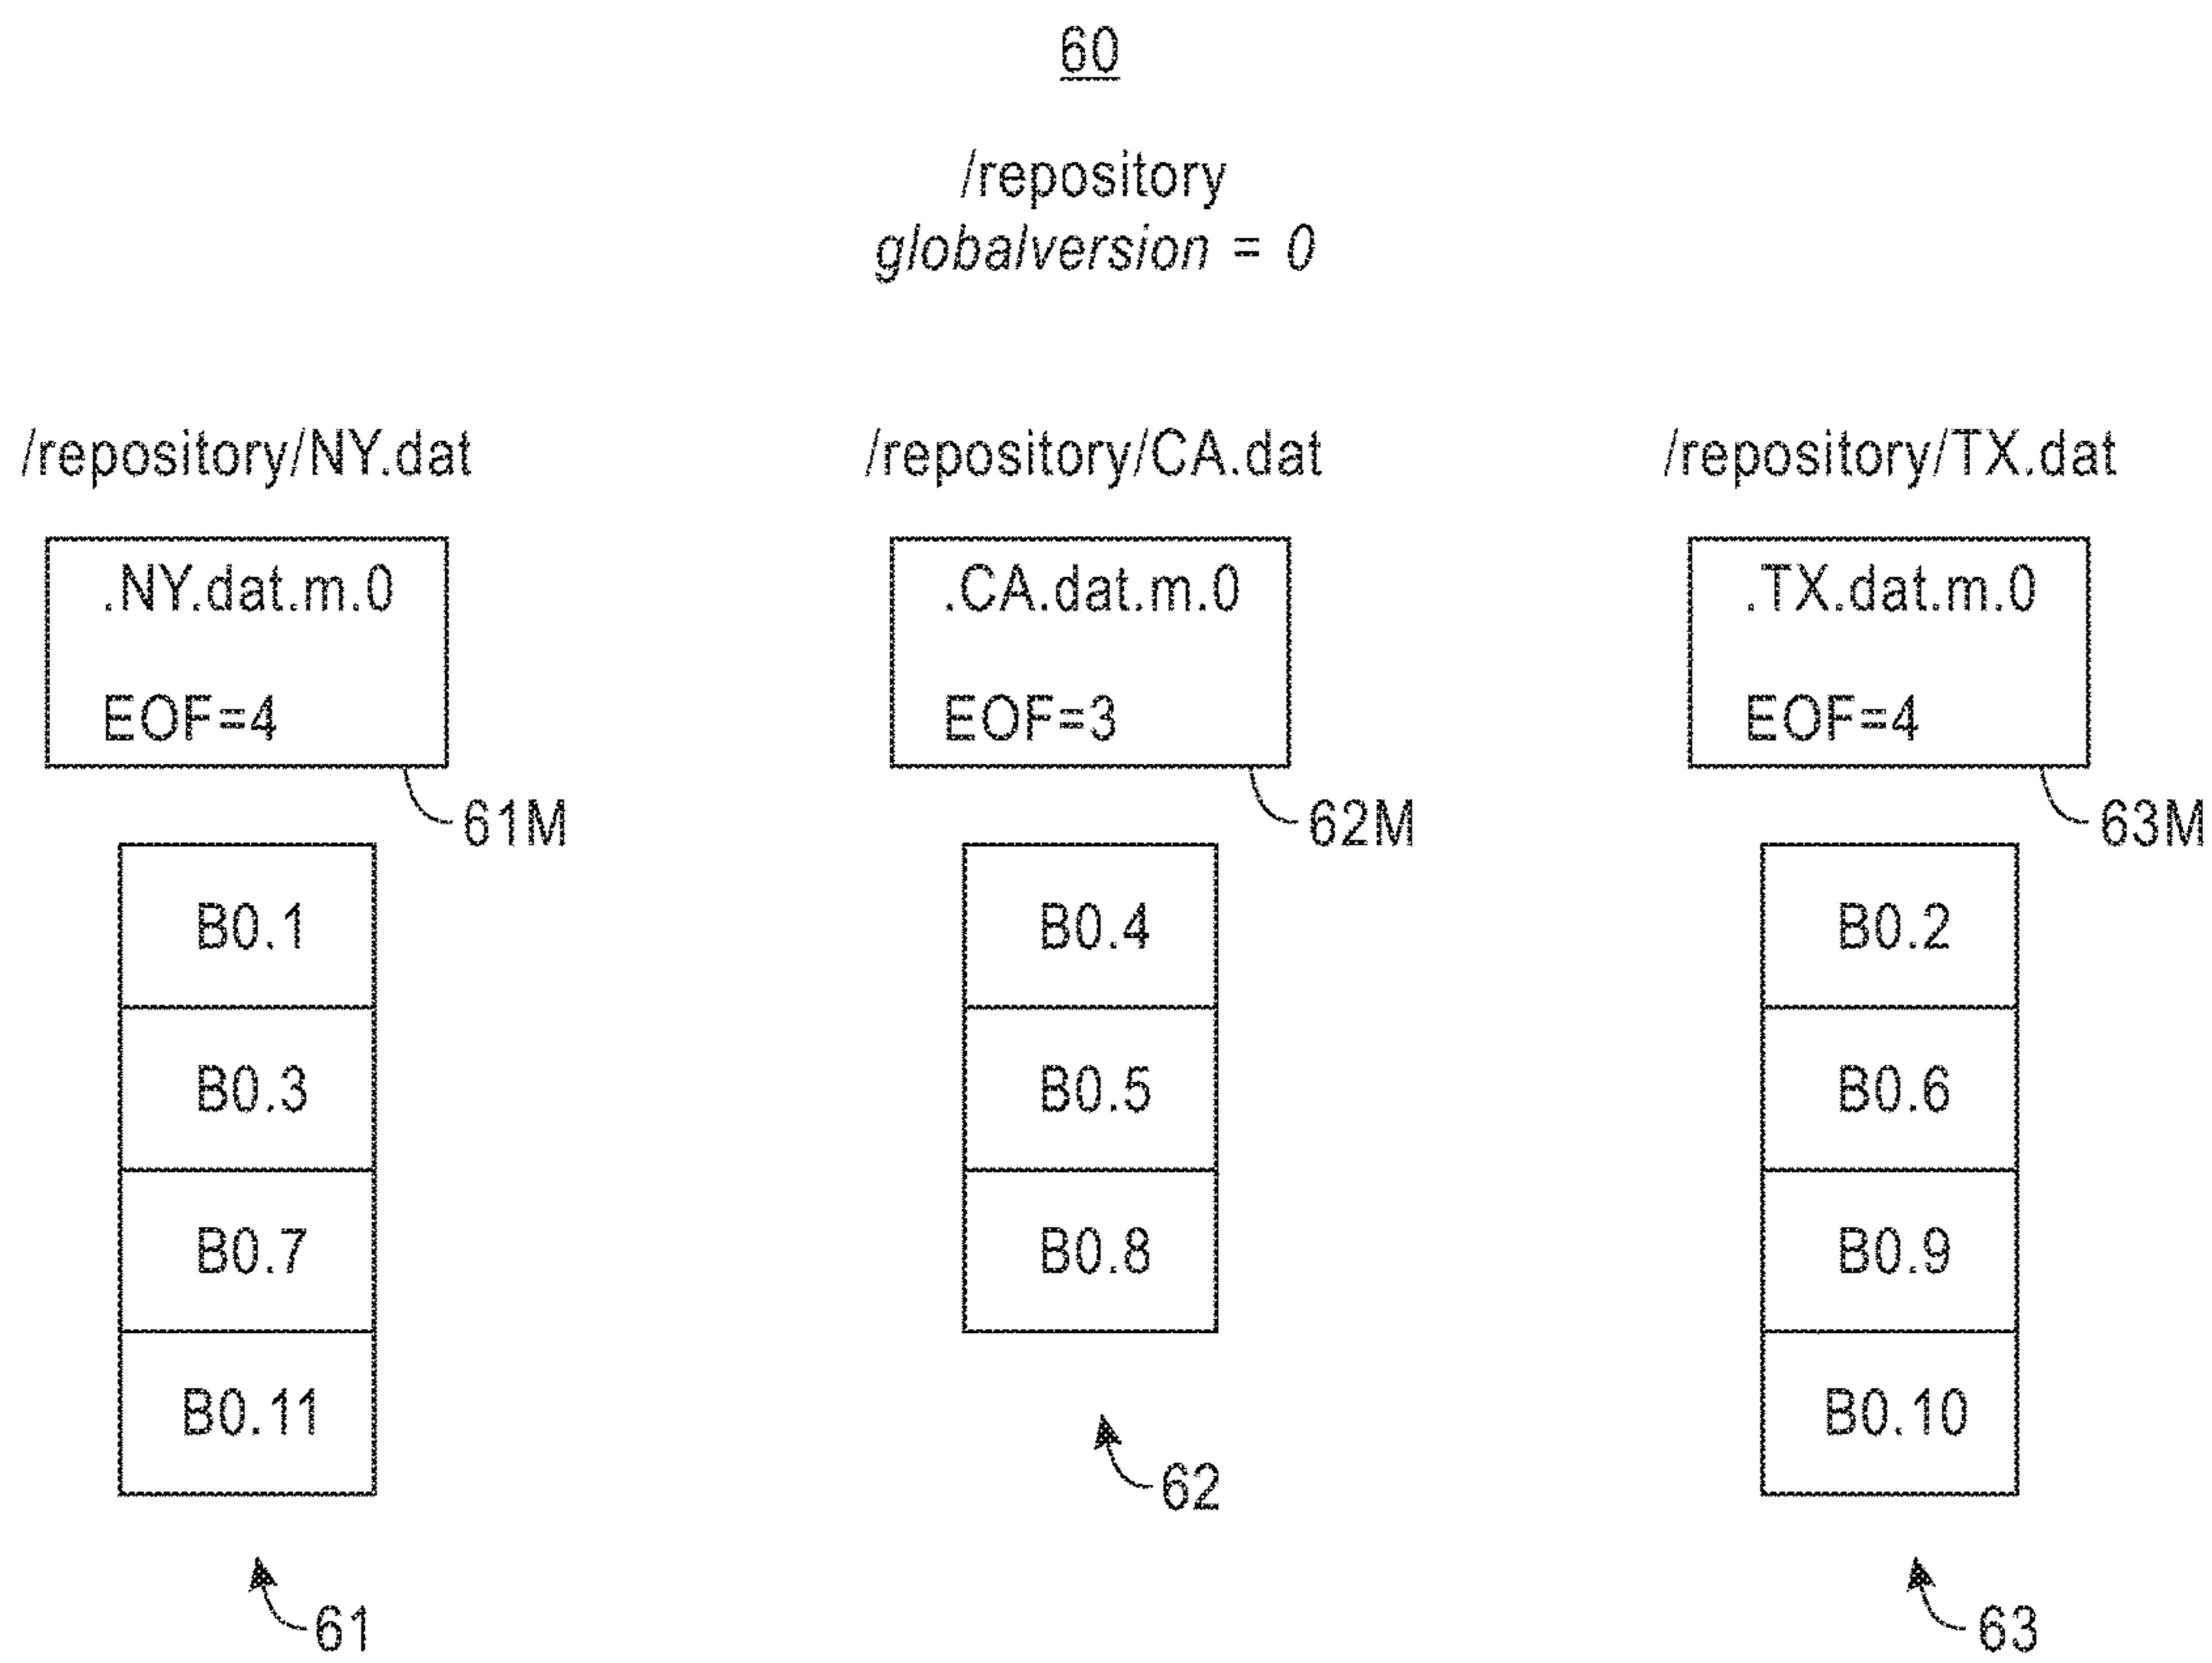 60
/repository
globalversion = 0
/repository/NY.dat
.NY.dat.m.0
EOF=4
61M
B0.1
B0.3
B0.7
B0.11
61
/repository/CA.dat
.CA.dat.m.0
EOF=3
62M
B0.4
B0.5
B0.8
62
/repository/TX.dat
.TX.dat.m.0
EOF=4
63M
B0.2
B0.6
B0.9
B0.10
63